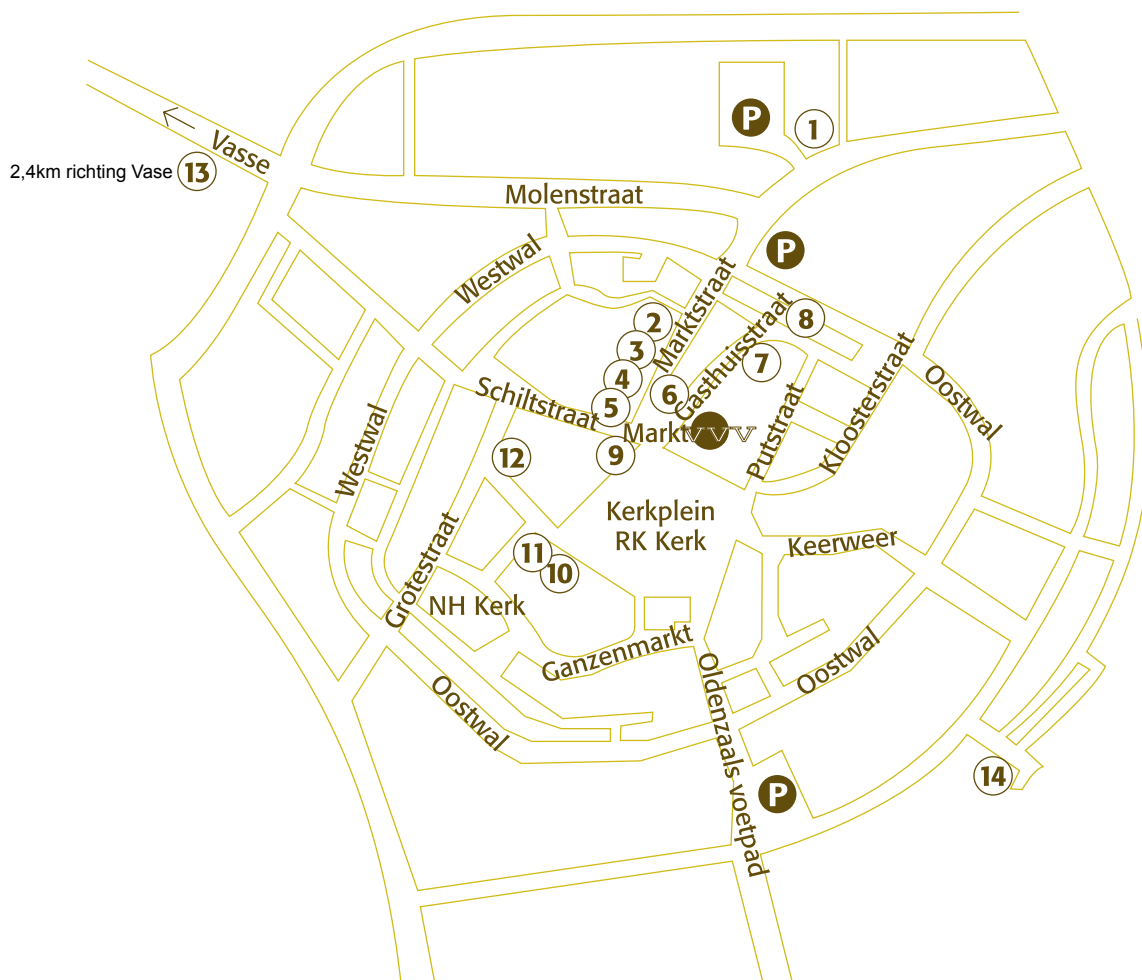 P
1
Vasse
2,4km richting Vase 13
Molenstraat
P
Westwal
Marktstraat
Gasthuisstraat
8
2
3
7
4
6
5
Schiltstraat
Kloosterstraat
Oostwal
Markt
VVV
Putstraat
9
12
Westwal
Kerkplein
RK Kerk
Keerweer
11
10
Grotestraat
NH Kerk
Ganzenmarkt
Oldenzaals voetpad
Oostwal
Oostwal
P
14